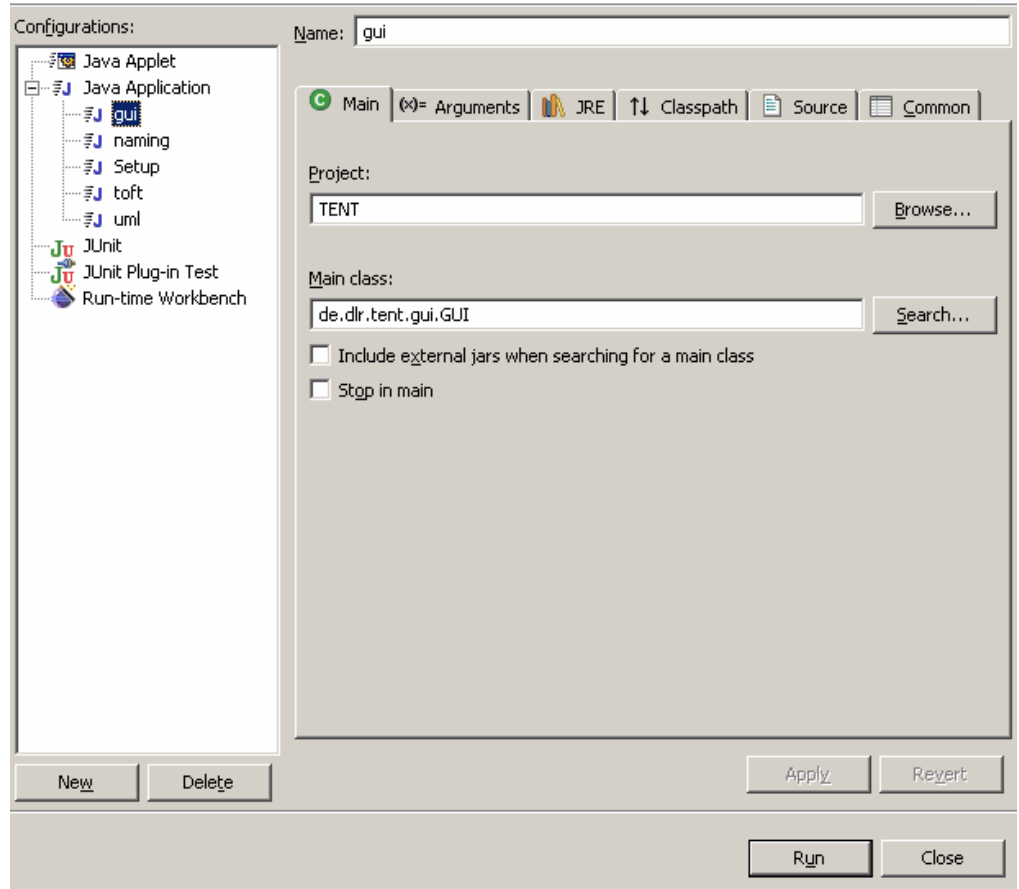 Configurations:
Java Applet
Java Application
gui
naming
Setup
toft
uml
JUnit
JUnit Plug-in Test
Run-time Workbench
New
Delete
Name: gui
Main
(x)= Arguments
JRE
Classpath
Source
Common
Project:
TENT
Browse...
Main class:
de.dlr.tent.gui.GUI
Search...
Include external jars when searching for a main class
Stop in main
Apply
Revert
Run
Close